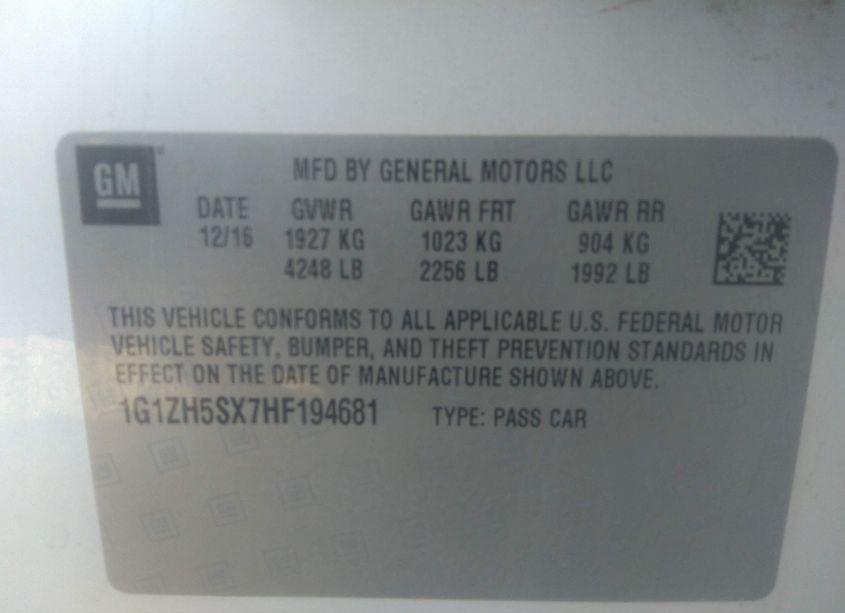 GM
MFD BY GENERAL MOTORS LLC
DATE GVWR GAWR FRT GAWR RR
12/16 1927 KG 1023 KG 904 KG
4248 LB 2256 LB 1992 LB
THIS VEHICLE CONFORMS TO ALL APPLICABLE U.S. FEDERAL MOTOR
VEHICLE SAFETY, BUMPER, AND THEFT PREVENTION STANDARDS IN
EFFECT ON THE DATE OF MANUFACTURE SHOWN ABOVE.
1G1ZH5SX7HF194681 TYPE: PASS CAR